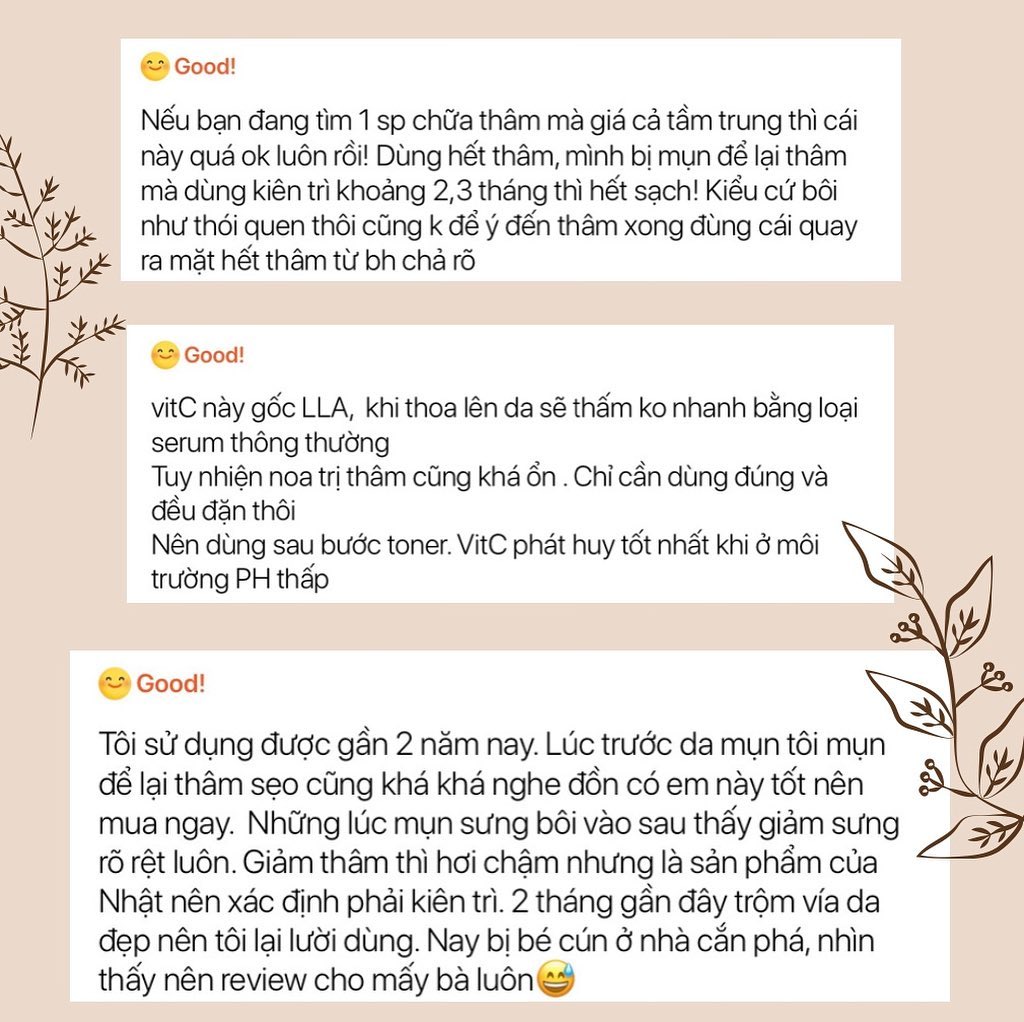 😊 Good!
Nếu bạn đang tìm 1 sp chữa thâm mà giá cả tầm trung thì cái
này quá ok luôn rồi! Dùng hết thâm, mình bị mụn để lại thâm
mà dùng kiên trì khoảng 2,3 tháng thì hết sạch! Kiểu cứ bôi
như thói quen thôi cũng k để ý đến thâm xong đùng cái quay
ra mặt hết thâm từ bh chả rõ
😊 Good!
vitC này gốc LLA, khi thoa lên da sẽ thấm ko nhanh bằng loại
serum thông thường
Tuy nhiện noa trị thâm cũng khá ổn . Chỉ cần dùng đúng và
đều đặn thôi
Nên dùng sau bước toner. VitC phát huy tốt nhất khi ở môi
trường PH thấp
😊 Good!
Tôi sử dụng được gần 2 năm nay. Lúc trước da mụn tôi mụn
để lại thâm sẹo cũng khá khá nghe đồn có em này tốt nên
mua ngay. Những lúc mụn sưng bôi vào sau thấy giảm sưng
rõ rệt luôn. Giảm thâm thì hơi chậm nhưng là sản phẩm của
Nhật nên xác định phải kiên trì. 2 tháng gần đây trộm vía da
đẹp nên tôi lại lười dùng. Nay bị bé cún ở nhà cắn phá, nhìn
thấy nên review cho mấy bà luôn😅